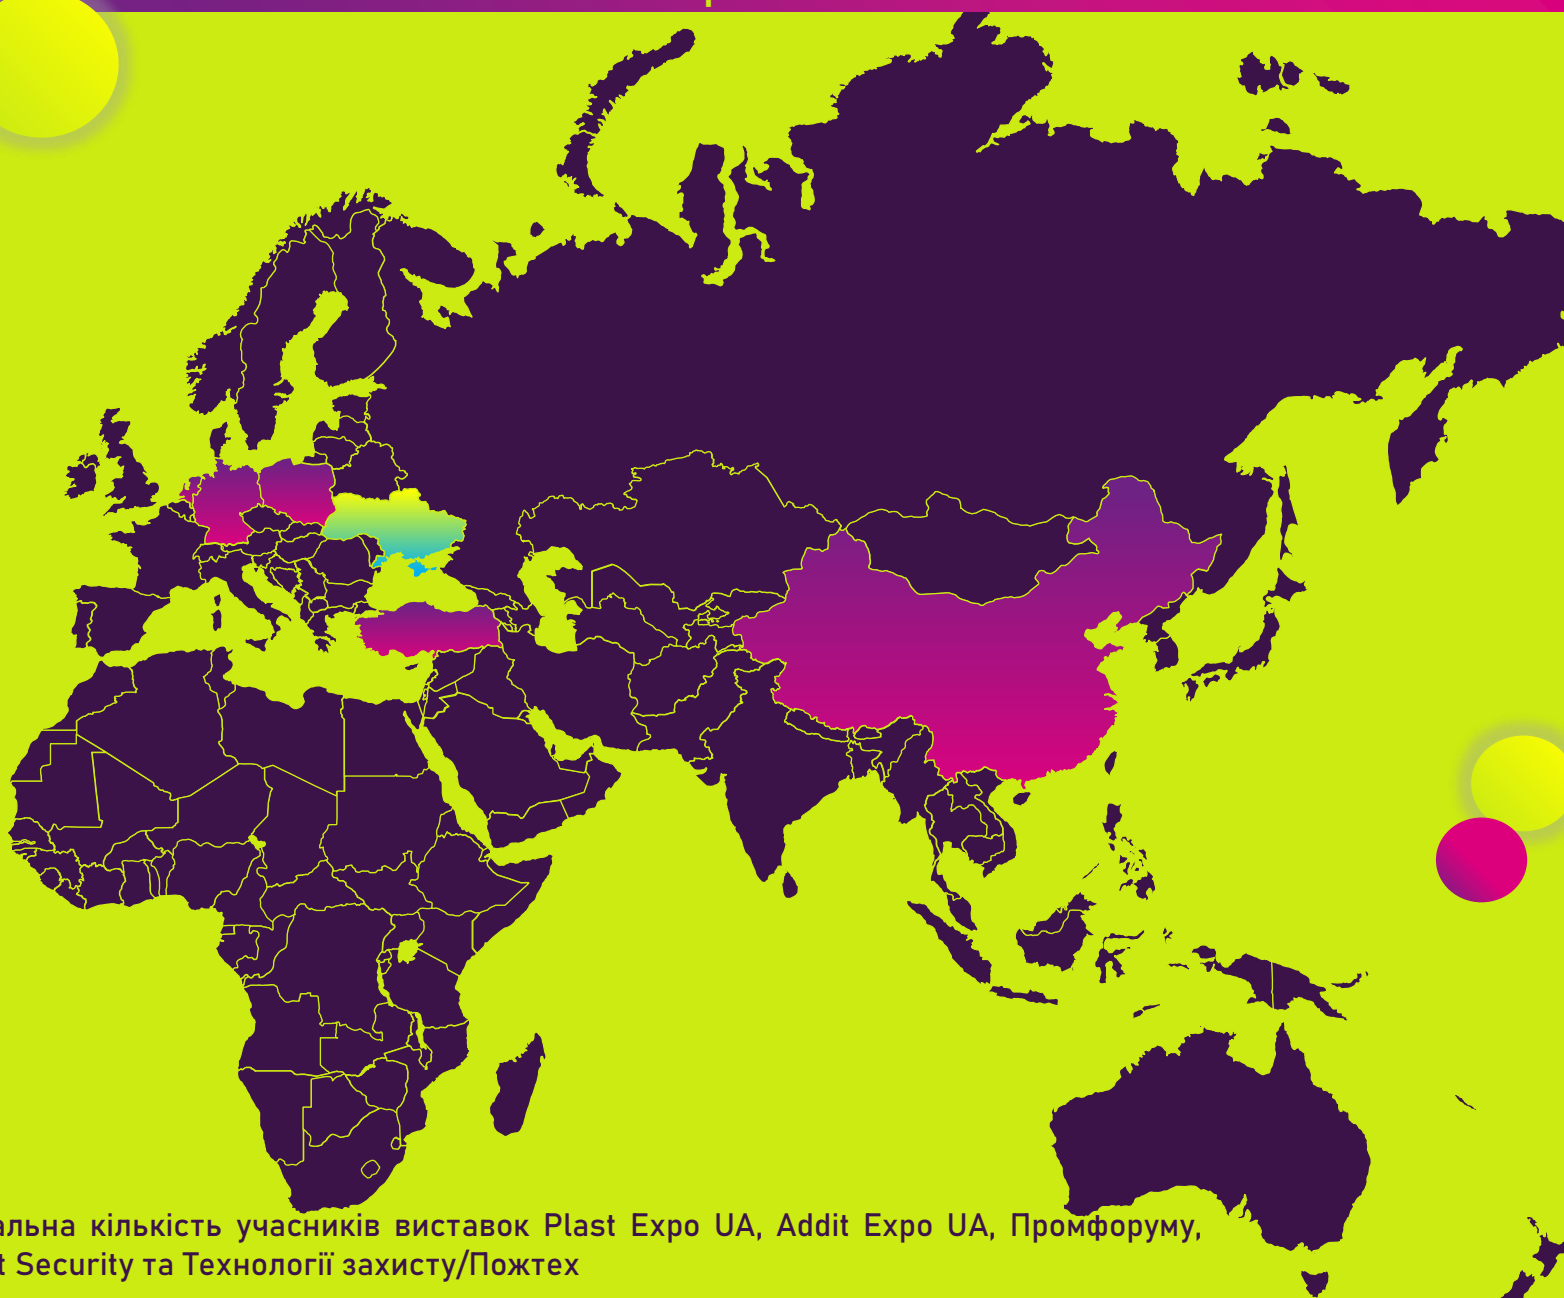 альна кількість учасників виставок Plast Expo UA, Addit Expo UA, Промфоруму,
t Security та Технології захисту/Пожтех